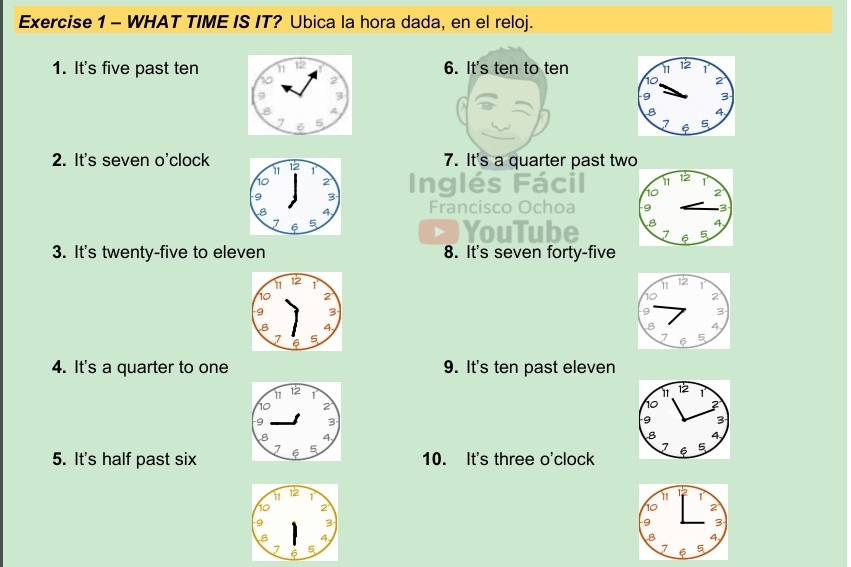 Exercise 1 – WHAT TIME IS IT? Ubica la hora dada, en el reloj.
1. It's five past ten
11 12 1 2 3 4 5 6 7 8 9 10
2. It's seven o'clock
11 12 1 2 3 4 5 6 7 8 9 10
3. It's twenty-five to eleven
11 12 1 2 3 4 5 6 7 8 9 10
4. It's a quarter to one
11 12 1 2 3 4 5 6 7 8 9 10
5. It's half past six
11 12 1 2 3 4 5 6 7 8 9 10
6. It's ten to ten
11 12 1 2 3 4 5 6 7 8 9 10
7. It's a quarter past two
11 12 1 2 3 4 5 6 7 8 9 10
Inglés Fácil
Francisco Ochoa
YouTube
8. It's seven forty-five
11 12 1 2 3 4 5 6 7 8 9 10
9. It's ten past eleven
11 12 1 2 3 4 5 6 7 8 9 10
10. It's three o'clock
11 12 1 2 3 4 5 6 7 8 9 10